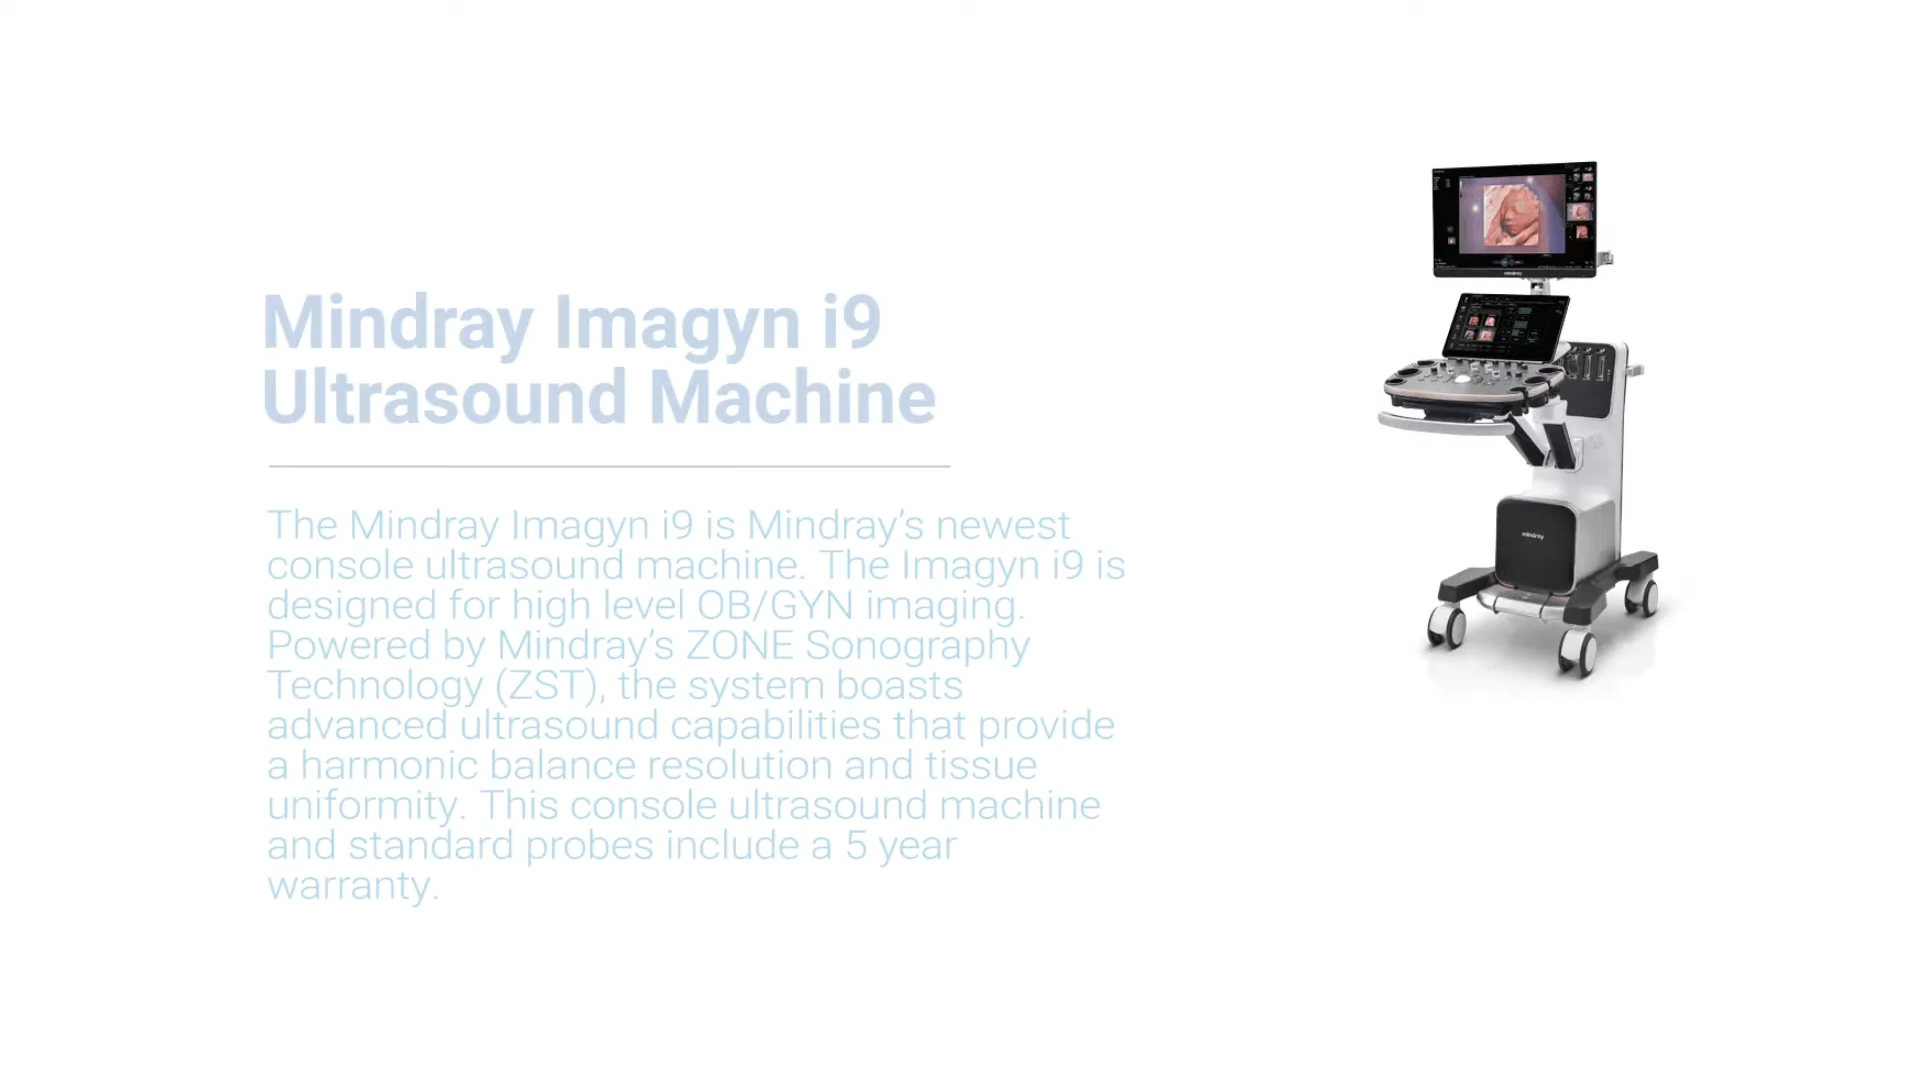 Mindray Imagyn i9
Ultrasound Machine
The Mindray Imagyn i9 is Mindray’s newest
console ultrasound machine. The Imagyn i9 is
designed for high level OB/GYN imaging.
Powered by Mindray’s ZONE Sonography
Technology (ZST), the system boasts
advanced ultrasound capabilities that provide
a harmonic balance resolution and tissue
uniformity. This console ultrasound machine
and standard probes include a 5 year
warranty.
mindray
mindray